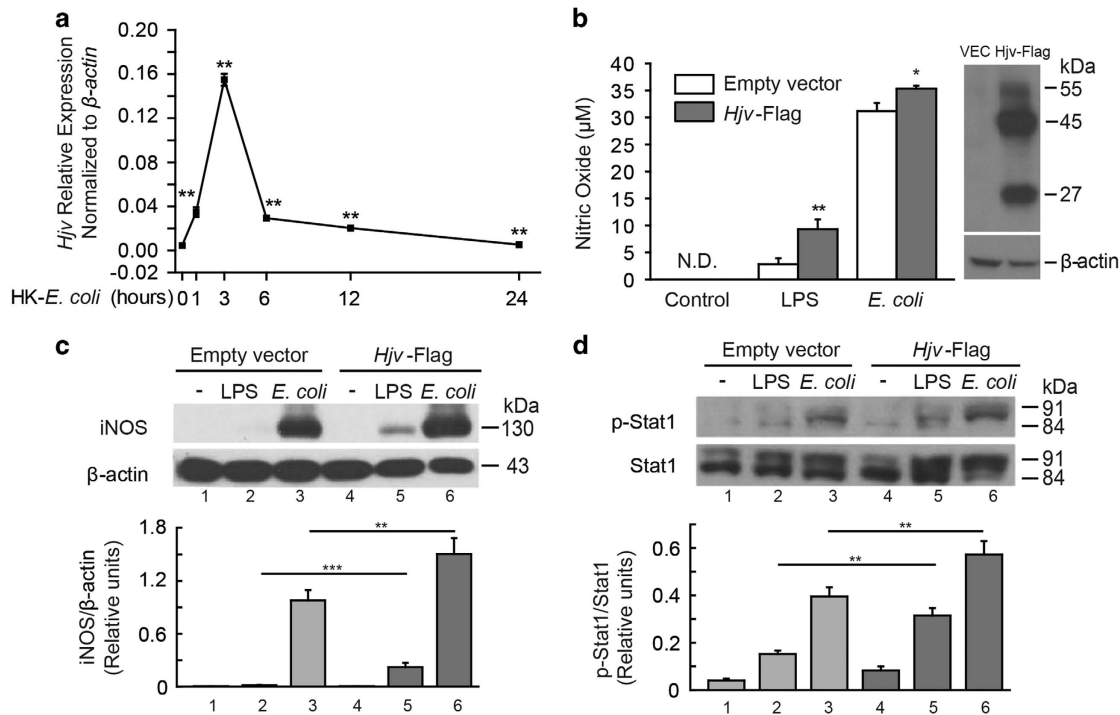 a
Hjv Relative Expression
Normalized to β-actin
0.20
0.16
0.12
0.08
0.04
0.00
-0.02
**
**
**
**
**
HK-E. coli (hours) 0 1 3 6 12 24
b
Nitric Oxide (μM)
40
35
30
25
20
15
10
5
0
Empty vector
Hjv-Flag
*
**
N.D.
Control LPS E. coli
VEC Hjv-Flag
kDa
55
45
27
β-actin
c
Empty vector Hjv-Flag
- LPS E. coli - LPS E. coli
kDa
iNOS 130
β-actin 43
1 2 3 4 5 6
iNOS/β-actin
(Relative units)
1.8
1.2
0.6
0
**
***
1 2 3 4 5 6
d
Empty vector Hjv-Flag
- LPS E. coli - LPS E. coli
kDa
p-Stat1 91
84
Stat1 91
84
1 2 3 4 5 6
p-Stat1/Stat1
(Relative units)
0.6
0.4
0.2
0
**
**
1 2 3 4 5 6